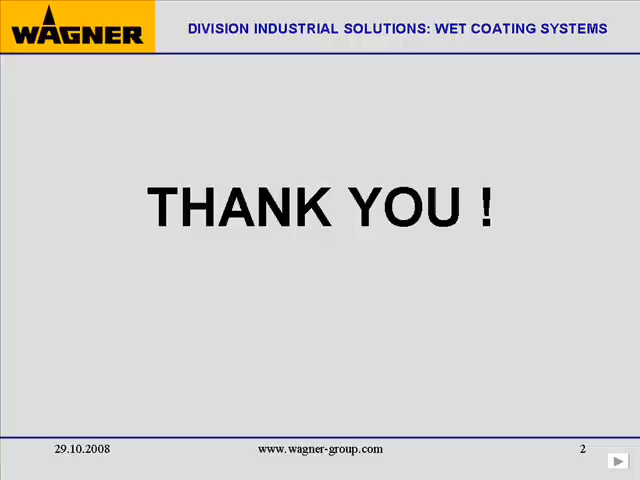 WAGNER
DIVISION INDUSTRIAL SOLUTIONS: WET COATING SYSTEMS
THANK YOU !
29.10.2008
www.wagner-group.com
2